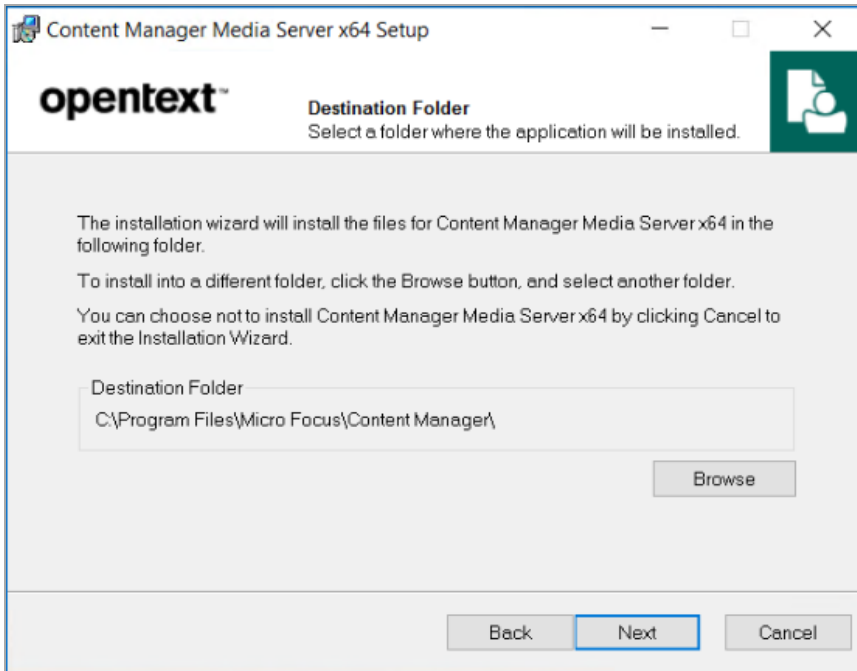 Content Manager Media Server x64 Setup
opentext™
Destination Folder
Select a folder where the application will be installed.
The installation wizard will install the files for Content Manager Media Server x64 in the
following folder.
To install into a different folder, click the Browse button, and select another folder.
You can choose not to install Content Manager Media Server x64 by clicking Cancel to
exit the Installation Wizard.
Destination Folder
C:\Program Files\Micro Focus\Content Manager\
Browse
Back
Next
Cancel